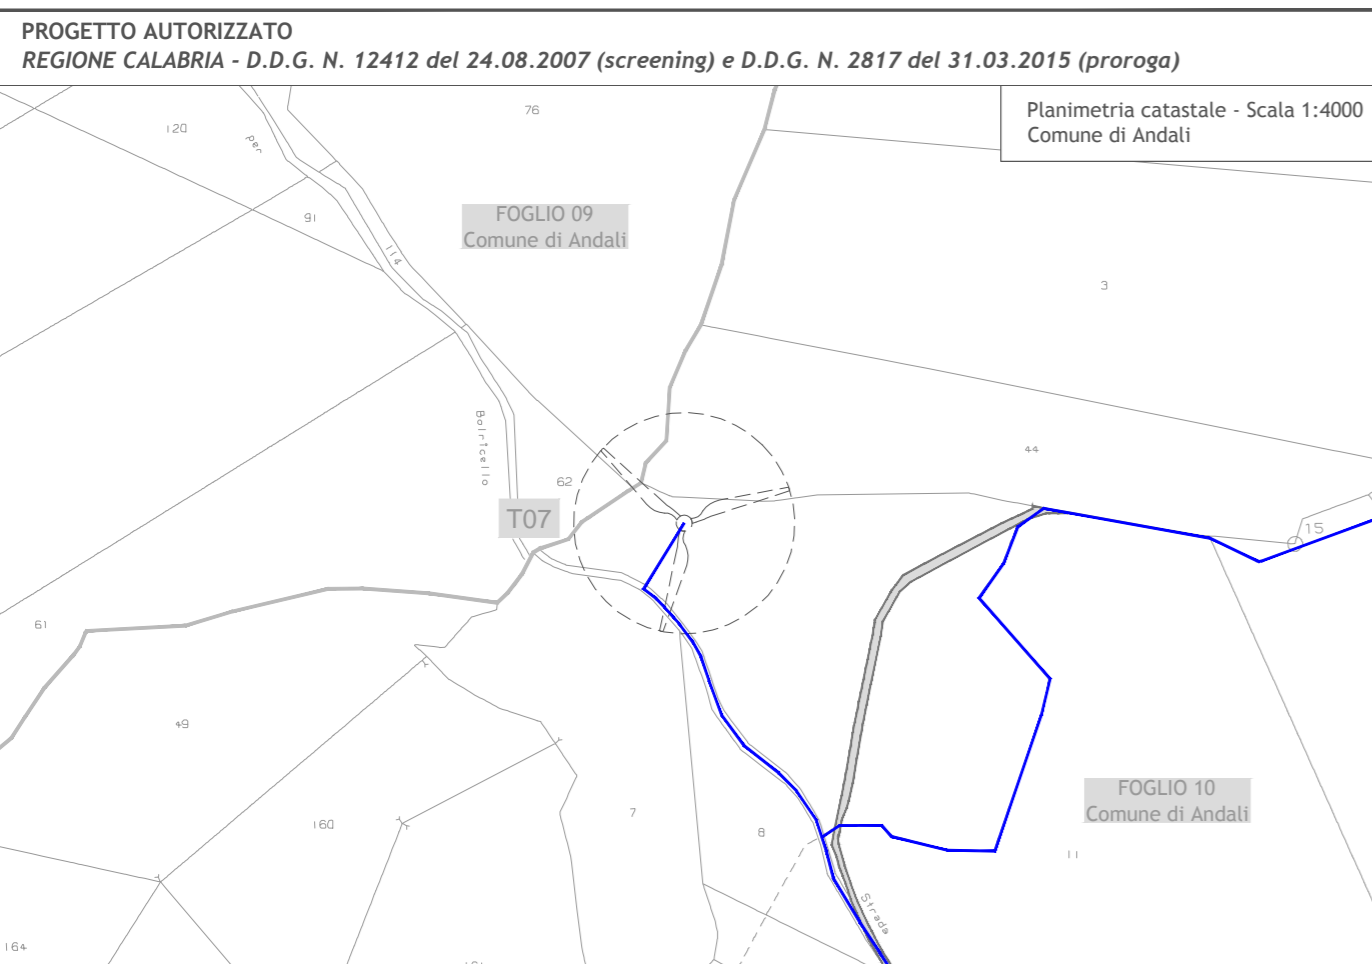 PROGETTO AUTORIZZATO
REGIONE CALABRIA - D.D.G. N. 12412 del 24.08.2007 (screening) e D.D.G. N. 2817 del 31.03.2015 (proroga)
Planimetria catastale - Scala 1:4000
Comune di Andali
76
120
per
91
FOGLIO 09
Comune di Andali
114
3
Botricello
44
62
T07
15
61
49
FOGLIO 10
Comune di Andali
7
160
8
11
Strada
164